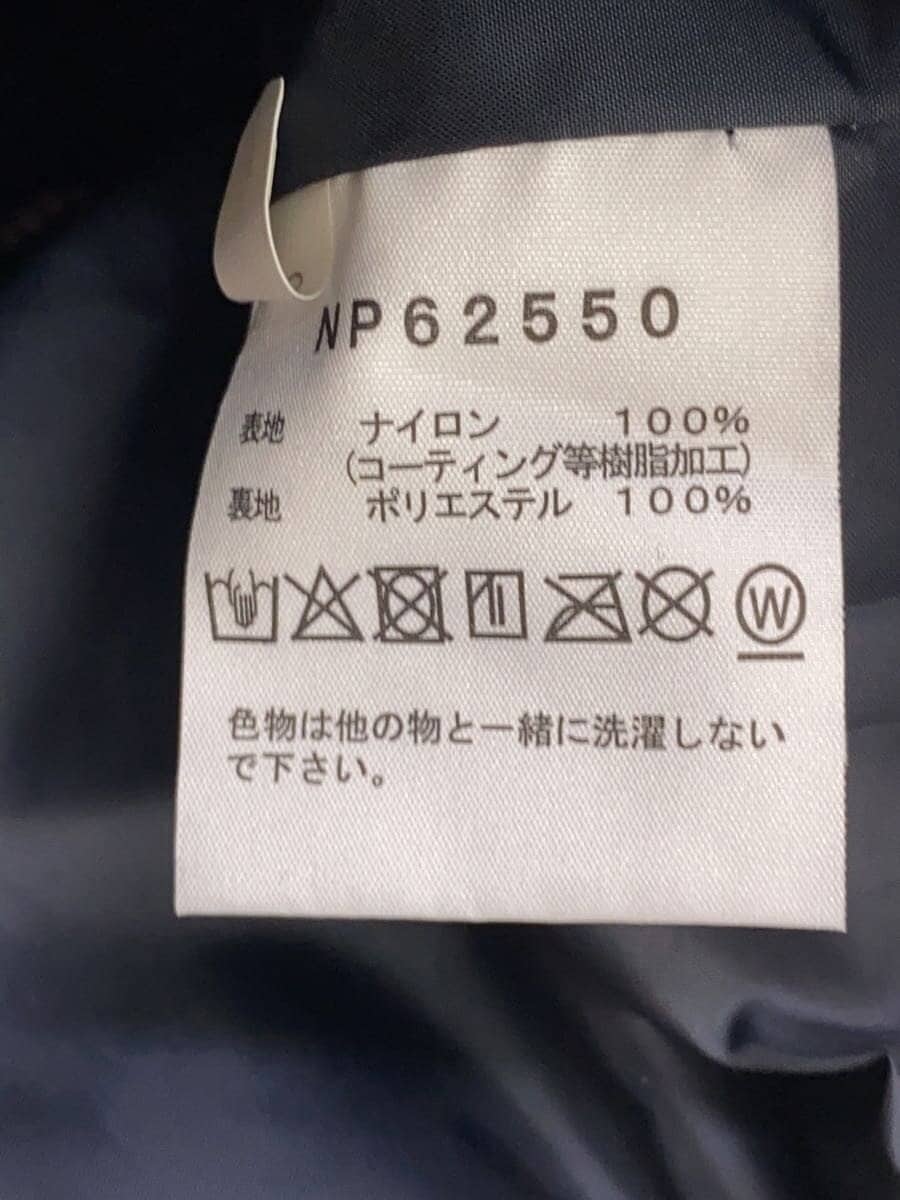 NP62550
表地 ナイロン 100%
(コーティング等樹脂加工)
裏地 ポリエステル 100%
W
色物は他の物と一緒に洗濯しない
で下さい。